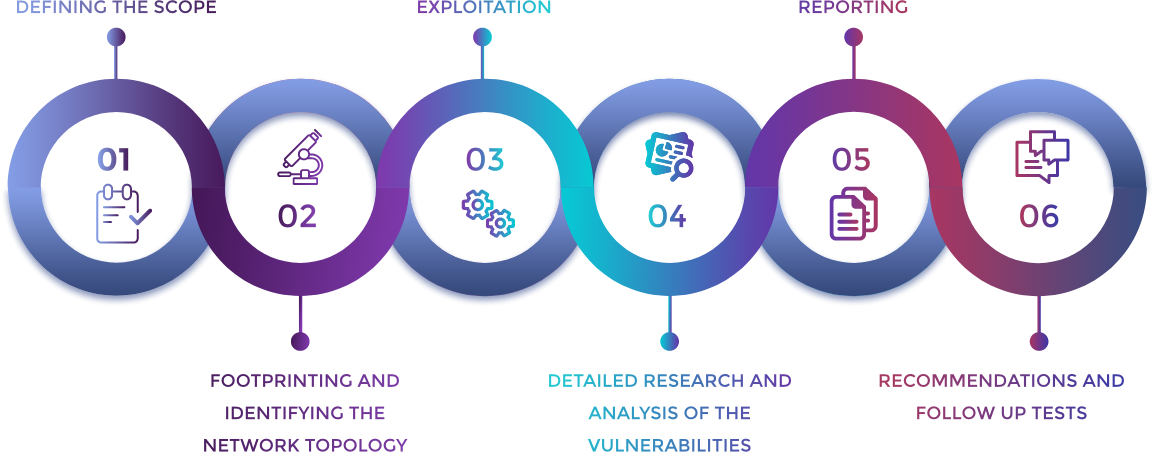 DEFINING THE SCOPE
EXPLOITATION
REPORTING
01
02
03
04
05
06
FOOTPRINTING AND
IDENTIFYING THE
NETWORK TOPOLOGY
DETAILED RESEARCH AND
ANALYSIS OF THE
VULNERABILITIES
RECOMMENDATIONS AND
FOLLOW UP TESTS